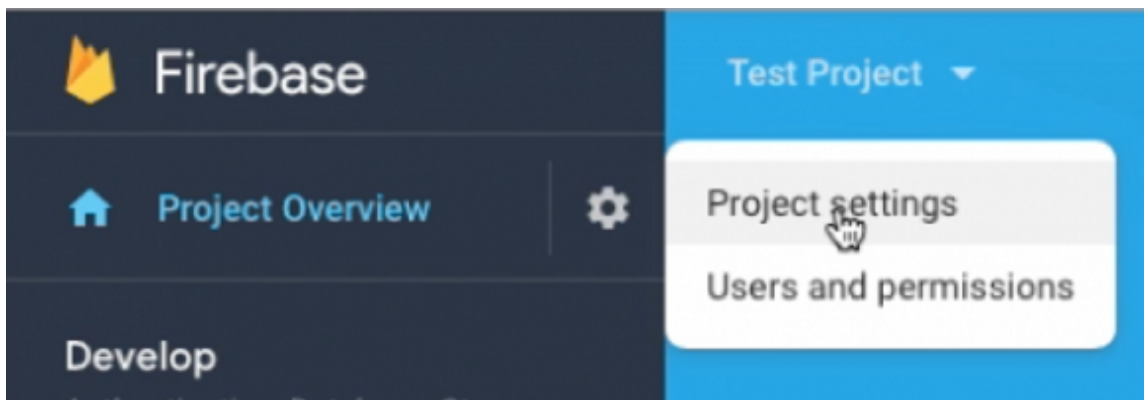 Firebase
Test Project
Project Overview
Project settings
Users and permissions
Develop